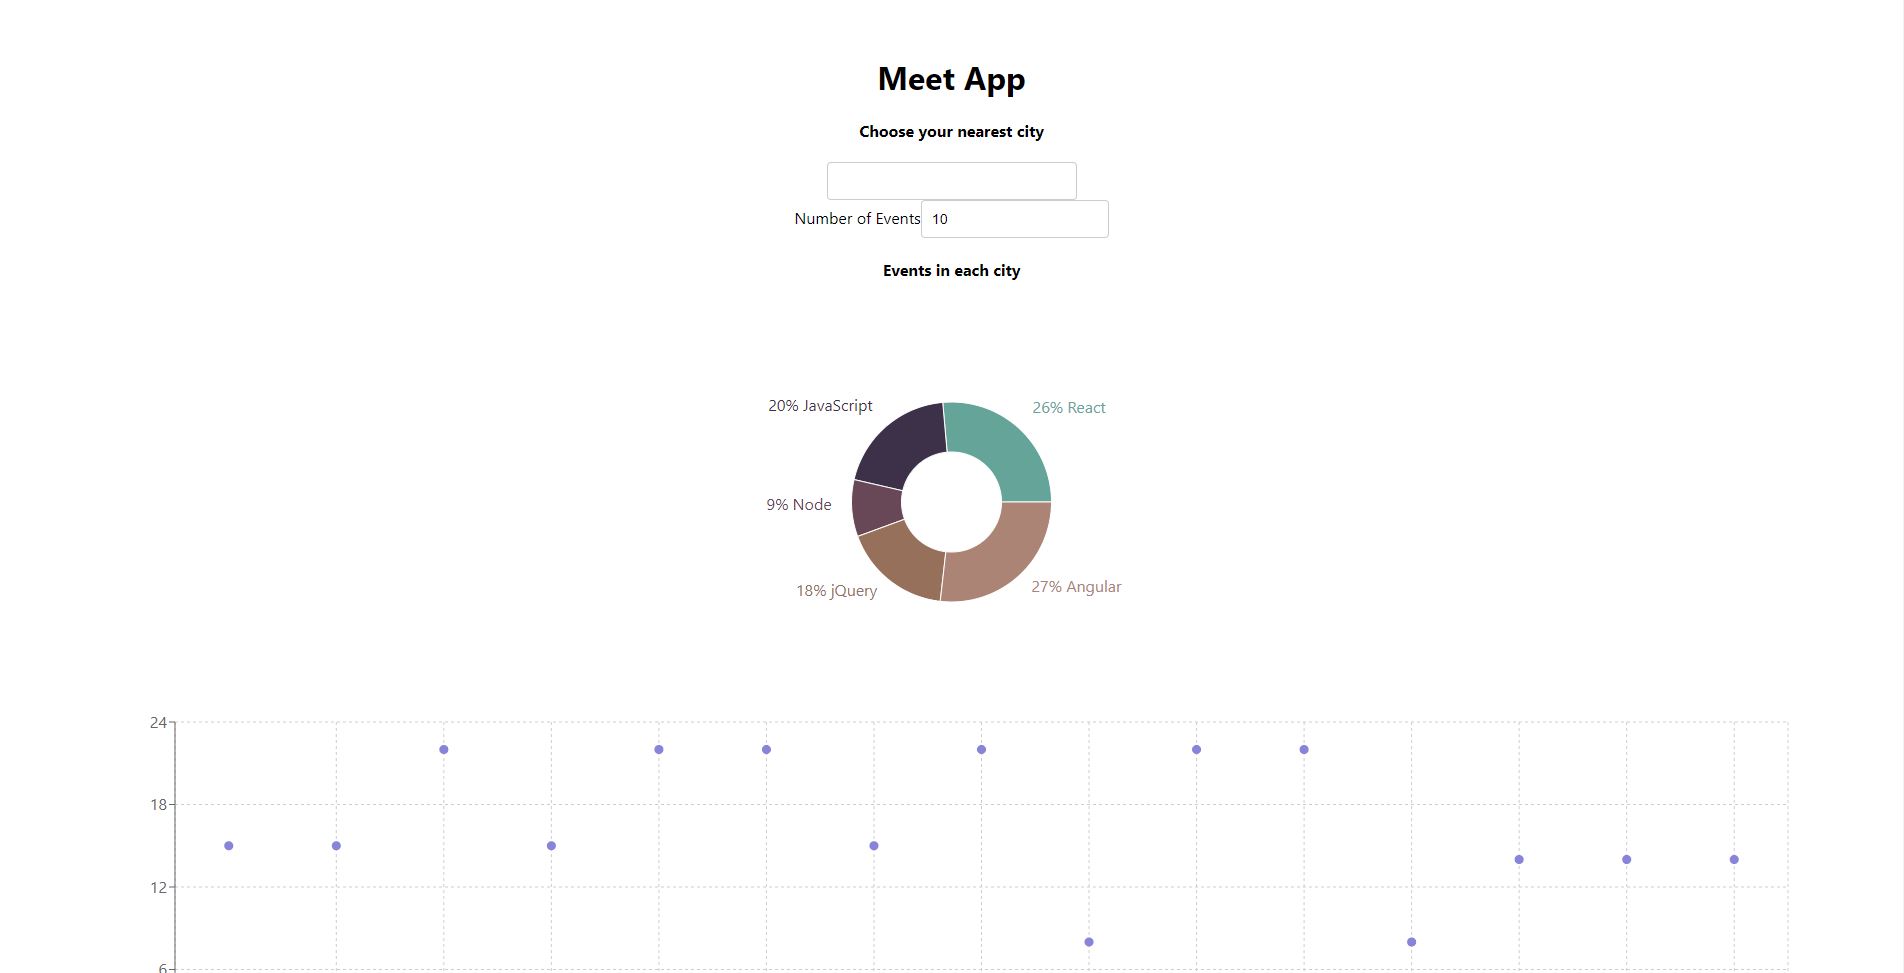 Meet App
Choose your nearest city
Number of Events 10
Events in each city
20% JavaScript
26% React
9% Node
18% jQuery
27% Angular
24
18
12
6